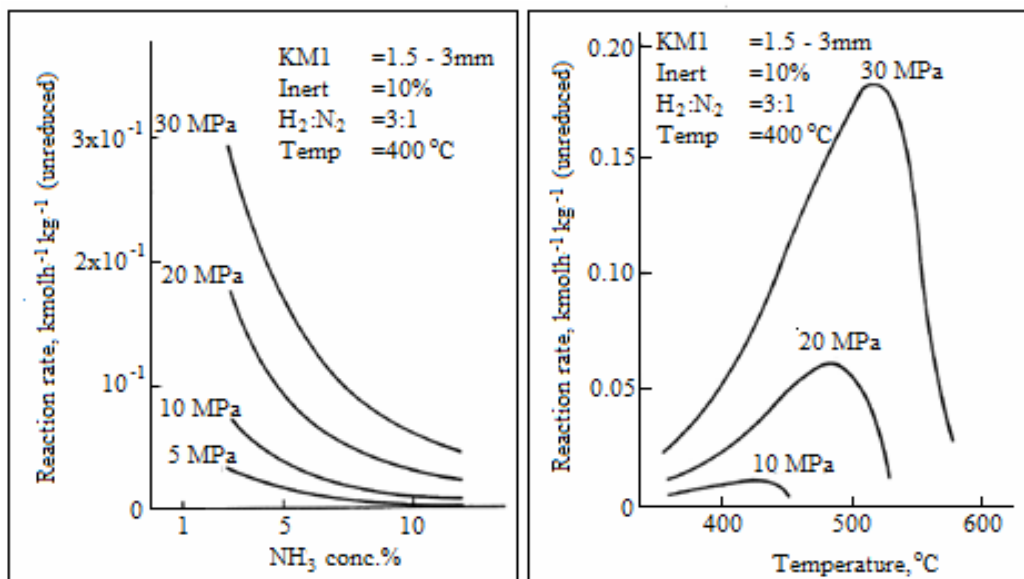 KM1 =1.5 - 3mm
Inert =10%
H₂:N₂ =3:1
Temp =400 °C
30 MPa
20 MPa
10 MPa
5 MPa
3x10⁻¹
2x10⁻¹
10⁻¹
0
1 5 10
NH₃ conc.%
Reaction rate, kmolh⁻¹kg⁻¹ (unreduced)
KM1 =1.5 - 3mm
Inert =10%
H₂:N₂ =3:1
Temp =400 °C
30 MPa
20 MPa
10 MPa
0.20
0.15
0.10
0.05
0
400 500 600
Temperature,°C
Reaction rate, kmolh⁻¹kg⁻¹ (unreduced)